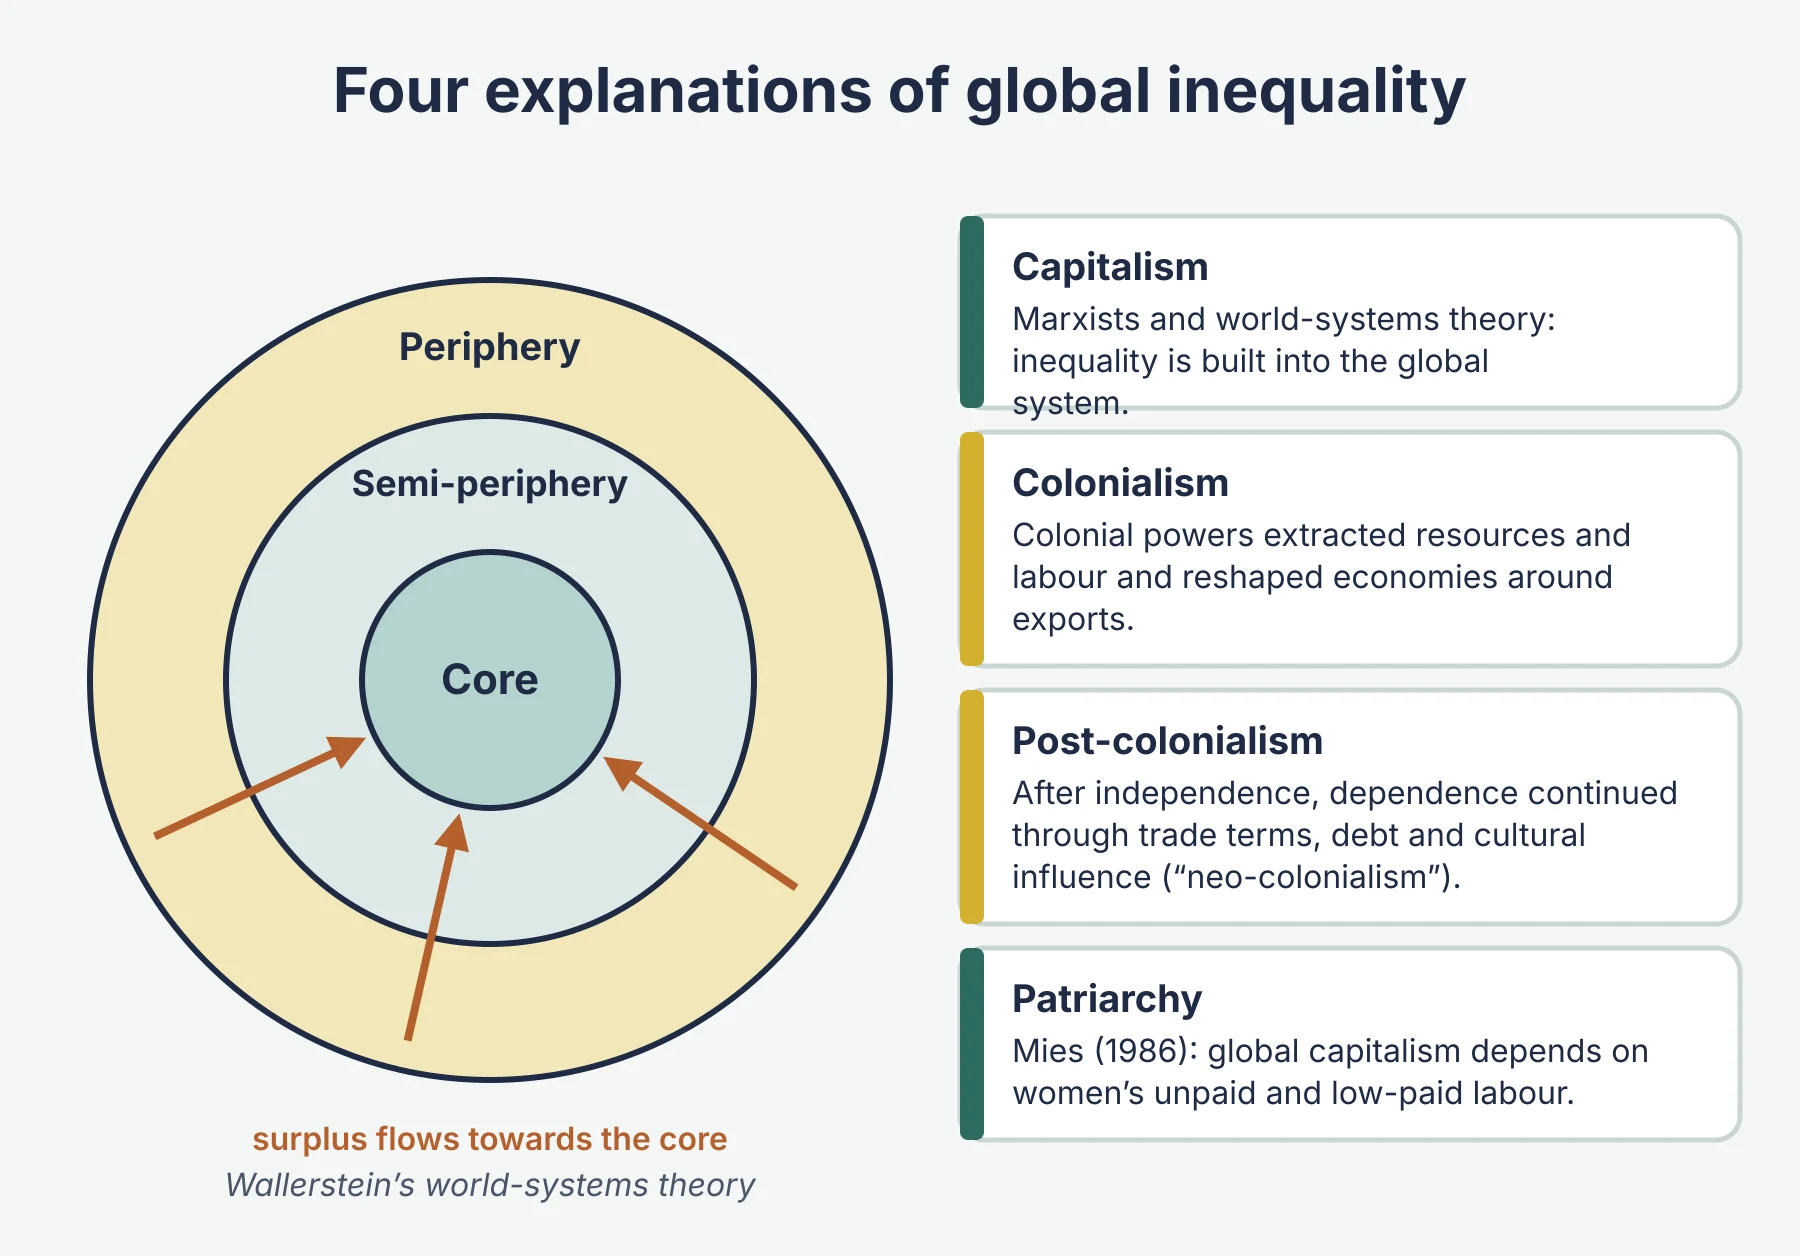 Four explanations of global inequality
Periphery
Semi-periphery
Core
surplus flows towards the core
Wallerstein’s world-systems theory
Capitalism
Marxists and world-systems theory:
inequality is built into the global
system.
Colonialism
Colonial powers extracted resources and
labour and reshaped economies around
exports.
Post-colonialism
After independence, dependence continued
through trade terms, debt and cultural
influence (“neo-colonialism”).
Patriarchy
Mies (1986): global capitalism depends on
women’s unpaid and low-paid labour.